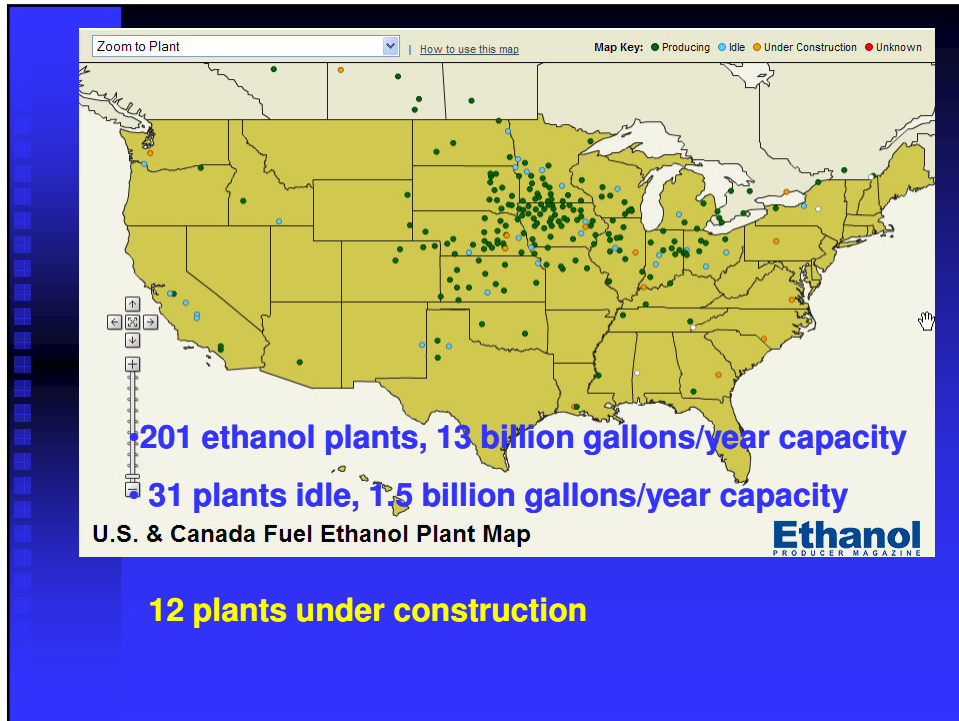 Zoom to Plant | How to use this map Map Key: Producing Idle Under Construction Unknown
•201 ethanol plants, 13 billion gallons/year capacity
• 31 plants idle, 1.5 billion gallons/year capacity
U.S. & Canada Fuel Ethanol Plant Map
Ethanol
PRODUCER MAGAZINE
12 plants under construction